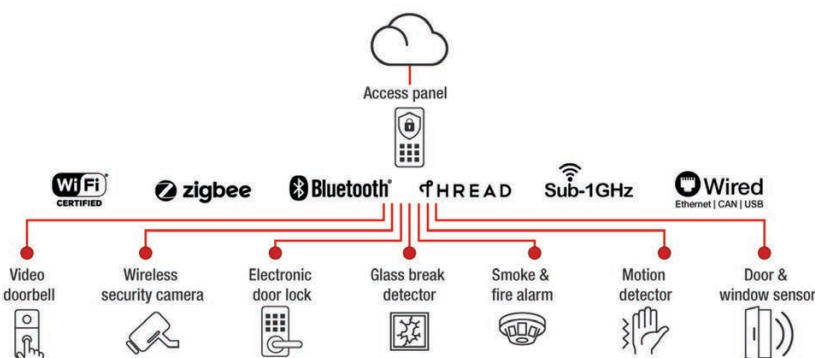 Access panel
WiFi
CERTIFIED
zigbee
Bluetooth®
THREAD
Sub-1GHz
Wired
Ethernet | CAN | USB
Video
doorbell
Wireless
security camera
Electronic
door lock
Glass break
detector
Smoke &
fire alarm
Motion
detector
Door &
window sensor